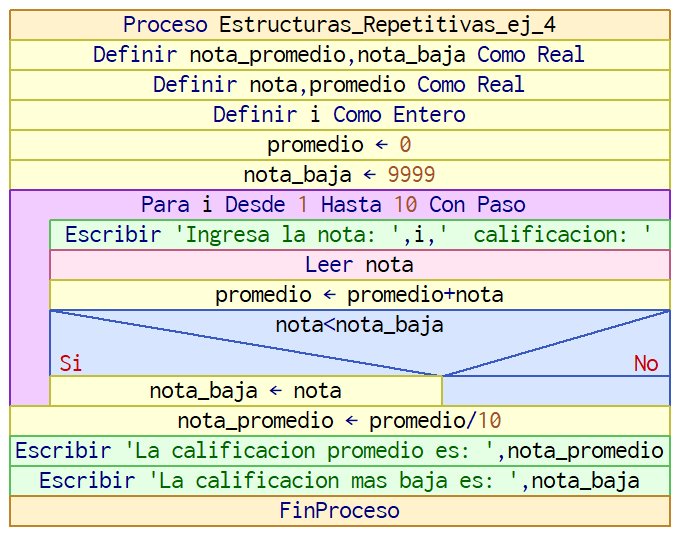 Proceso Estructuras_Repetitivas_ej_4
Definir nota_promedio,nota_baja Como Real
Definir nota,promedio Como Real
Definir i Como Entero
promedio ← 0
nota_baja ← 9999
Para i Desde 1 Hasta 10 Con Paso
Escribir 'Ingresa la nota: ',i,'  calificacion: '
Leer nota
promedio ← promedio+nota
nota<nota_baja
Si No
nota_baja ← nota
nota_promedio ← promedio/10
Escribir 'La calificacion promedio es: ',nota_promedio
Escribir 'La calificacion mas baja es: ',nota_baja
FinProceso